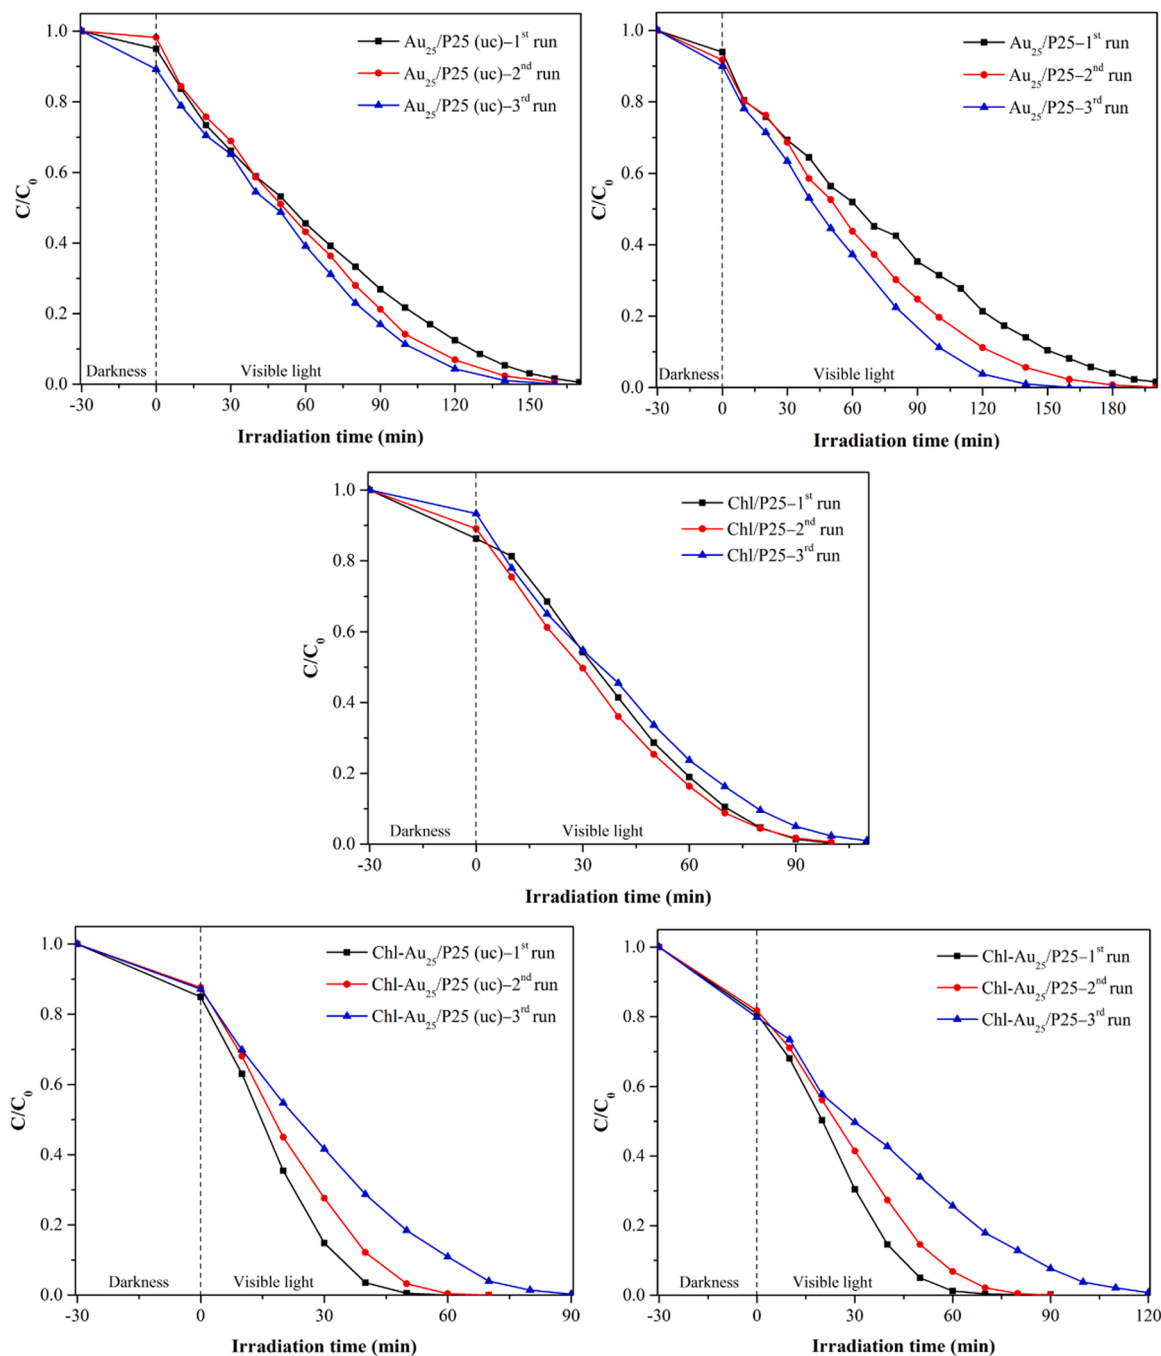 Au25/P25 (uc)–1st run
Au25/P25 (uc)–2nd run
Au25/P25 (uc)–3rd run
C/C0
1.0
0.8
0.6
0.4
0.2
0.0
Darkness
Visible light
-30 0 30 60 90 120 150
Irradiation time (min)
Au25/P25–1st run
Au25/P25–2nd run
Au25/P25–3rd run
C/C0
1.0
0.8
0.6
0.4
0.2
0.0
Darkness
Visible light
-30 0 30 60 90 120 150 180
Irradiation time (min)
Chl/P25–1st run
Chl/P25–2nd run
Chl/P25–3rd run
C/C0
1.0
0.8
0.6
0.4
0.2
0.0
Darkness
Visible light
-30 0 30 60 90
Irradiation time (min)
Chl-Au25/P25 (uc)–1st run
Chl-Au25/P25 (uc)–2nd run
Chl-Au25/P25 (uc)–3rd run
C/C0
1.0
0.8
0.6
0.4
0.2
0.0
Darkness
Visible light
-30 0 30 60 90
Irradiation time (min)
Chl-Au25/P25–1st run
Chl-Au25/P25–2nd run
Chl-Au25/P25–3rd run
C/C0
1.0
0.8
0.6
0.4
0.2
0.0
Darkness
Visible light
-30 0 30 60 90 120
Irradiation time (min)